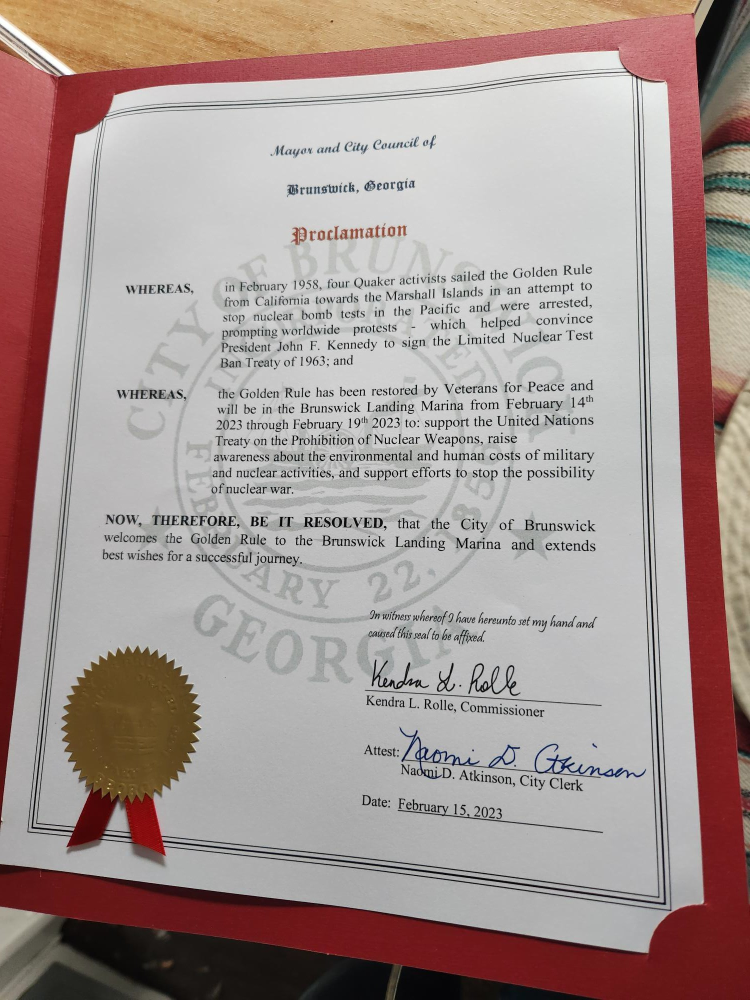 Mayor and City Council of
Brunswick, Georgia
Proclamation
WHEREAS, in February 1958, four Quaker activists sailed the Golden Rule
from California towards the Marshall Islands in an attempt to
stop nuclear bomb tests in the Pacific and were arrested,
prompting worldwide protests - which helped convince
President John F. Kennedy to sign the Limited Nuclear Test
Ban Treaty of 1963; and
WHEREAS, the Golden Rule has been restored by Veterans for Peace and
will be in the Brunswick Landing Marina from February 14th
2023 through February 19th 2023 to: support the United Nations
Treaty on the Prohibition of Nuclear Weapons, raise
awareness about the environmental and human costs of military
and nuclear activities, and support efforts to stop the possibility
of nuclear war.
NOW, THEREFORE, BE IT RESOLVED, that the City of Brunswick
welcomes the Golden Rule to the Brunswick Landing Marina and extends
best wishes for a successful journey.
In witness whereof I have hereunto set my hand and
caused this seal to be affixed.
Kendra L. Rolle
Kendra L. Rolle, Commissioner
Attest: Naomi D. Atkinson
Naomi D. Atkinson, City Clerk
Date: February 15, 2023
CITY OF BRUNSWICK
INCORPORATED
FEBRUARY 22, 1856
GEORGIA